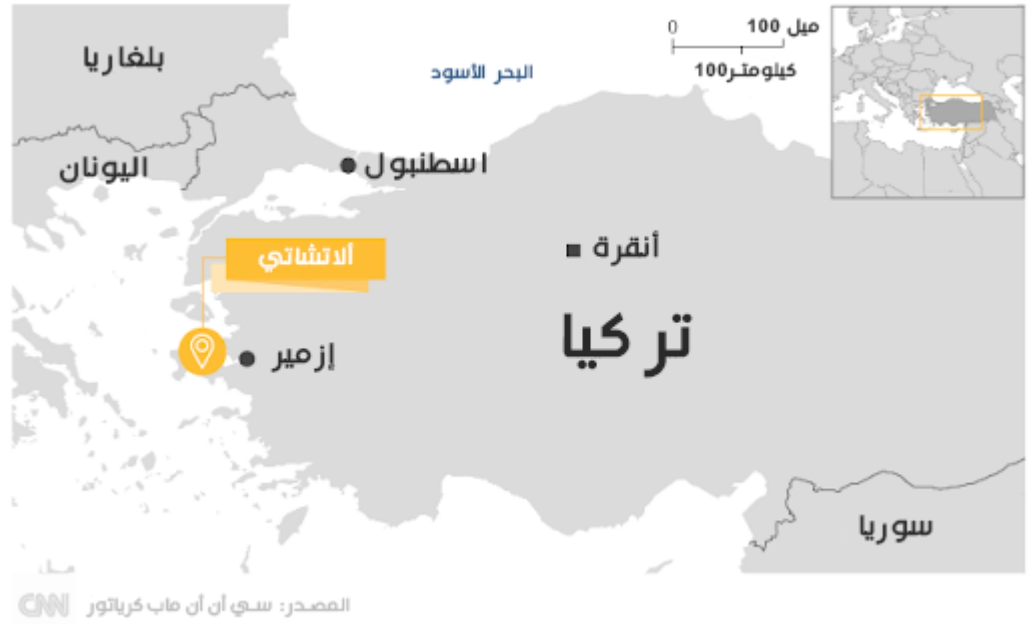 بلغاريا
0
100 ميل
100كيلومتر
البحر الأسود
اليونان
اسطنبول
ألاتشاتي
أنقرة
تركيا
إزمير
سوريا
المصدر: سي أن أن ماب كرياتور
CNN